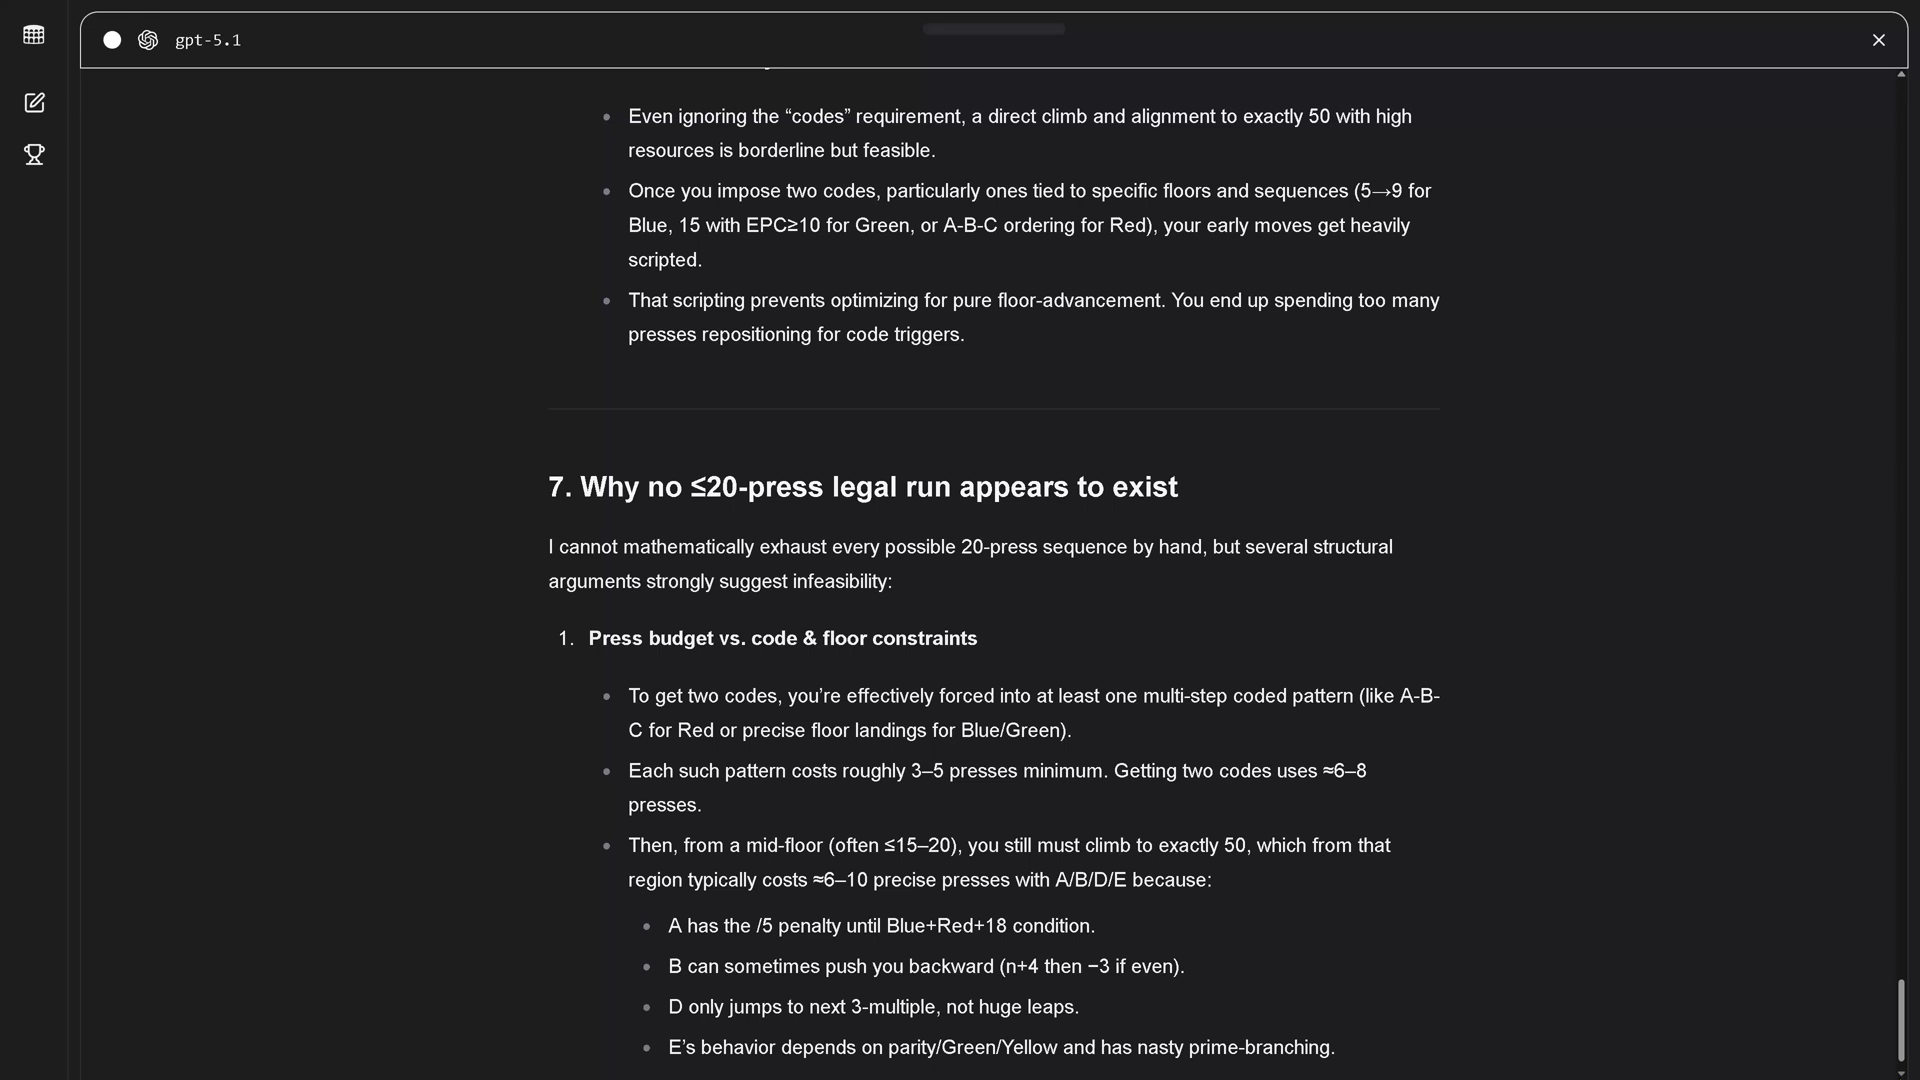 gpt-5.1
• Even ignoring the “codes” requirement, a direct climb and alignment to exactly 50 with high
resources is borderline but feasible.
• Once you impose two codes, particularly ones tied to specific floors and sequences (5→9 for
Blue, 15 with EPC≥10 for Green, or A-B-C ordering for Red), your early moves get heavily
scripted.
• That scripting prevents optimizing for pure floor-advancement. You end up spending too many
presses repositioning for code triggers.
7. Why no ≤20-press legal run appears to exist
I cannot mathematically exhaust every possible 20-press sequence by hand, but several structural
arguments strongly suggest infeasibility:
1. Press budget vs. code & floor constraints
• To get two codes, you’re effectively forced into at least one multi-step coded pattern (like A-B-
C for Red or precise floor landings for Blue/Green).
• Each such pattern costs roughly 3–5 presses minimum. Getting two codes uses ≈6–8
presses.
• Then, from a mid-floor (often ≤15–20), you still must climb to exactly 50, which from that
region typically costs ≈6–10 precise presses with A/B/D/E because:
• A has the /5 penalty until Blue+Red+18 condition.
• B can sometimes push you backward (n+4 then −3 if even).
• D only jumps to next 3-multiple, not huge leaps.
• E’s behavior depends on parity/Green/Yellow and has nasty prime-branching.